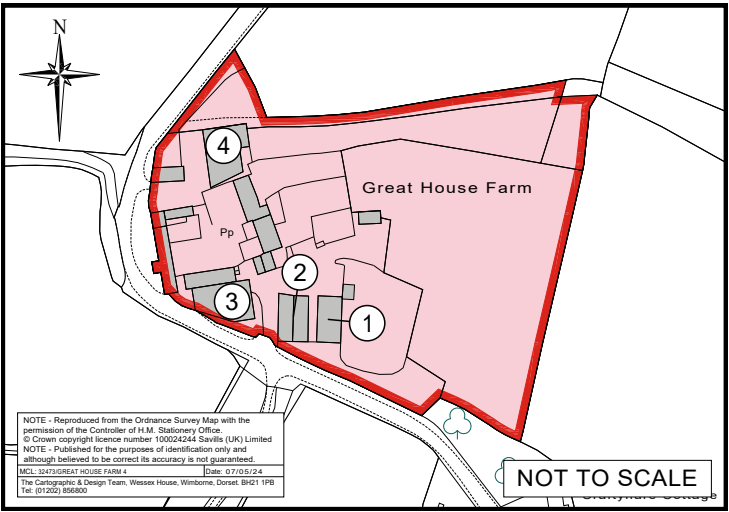 N
4
Great House Farm
Pp
2
3
1
NOTE - Reproduced from the Ordnance Survey Map with the
permission of the Controller of H.M. Stationery Office.
© Crown copyright licence number 100024244 Savills (UK) Limited
NOTE - Published for the purposes of identification only and
although believed to be correct its accuracy is not guaranteed.
MCL: 32473/GREAT HOUSE FARM 4 Date: 07/05/24
The Cartographic & Design Team, Wessex House, Wimborne, Dorset. BH21 1PB
Tel: (01202) 856800
NOT TO SCALE
Cottage